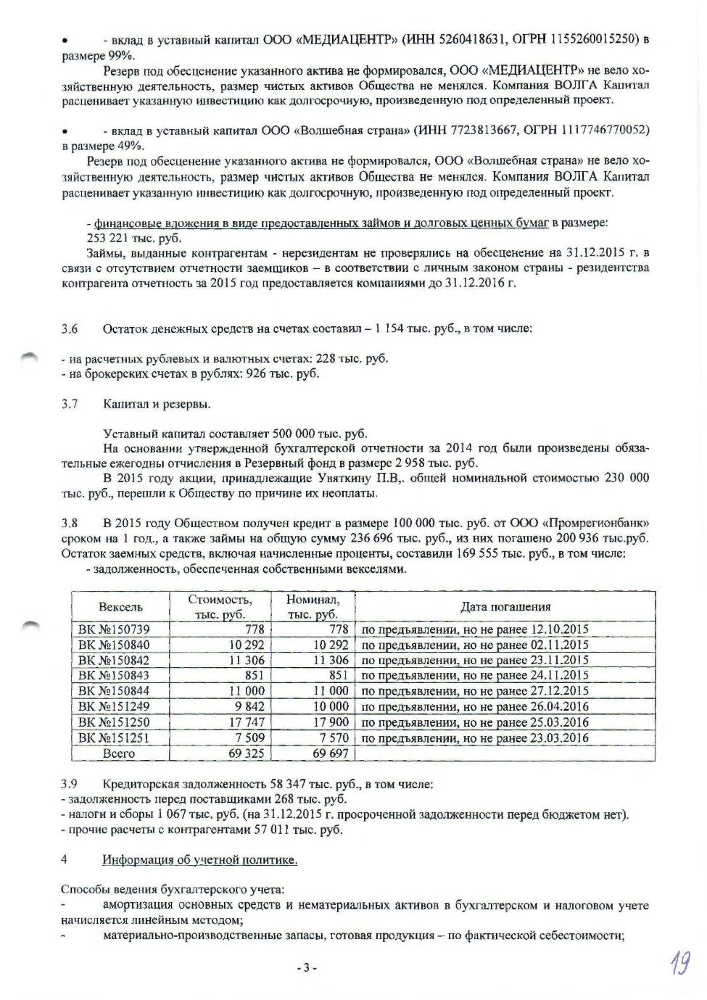 • - вклад в уставный капитал ООО «МЕДИАЦЕНТР» (ИНН 5260418631, ОГРН 1155260015250) в
размере 99%.
Резерв под обесценение указанного актива не формировался, ООО «МЕДИАЦЕНТР» не вело хо-
зяйственную деятельность, размер чистых активов Общества не менялся. Компания ВОЛГА Капитал
расценивает указанную инвестицию как долгосрочную, произведенную под определенный проект.
• - вклад в уставный капитал ООО «Волшебная страна» (ИНН 7723813667, ОГРН 1117746770052)
в размере 49%.
Резерв под обесценение указанного актива не формировался, ООО «Волшебная страна» не вело хо-
зяйственную деятельность, размер чистых активов Общества не менялся. Компания ВОЛГА Капитал
расценивает указанную инвестицию как долгосрочную, произведенную под определенный проект.
- финансовые вложения в виде предоставленных займов и долговых ценных бумаг в размере:
253 221 тыс. руб.
Займы, выданные контрагентам - нерезидентам не проверялись на обесценение на 31.12.2015 г. в
связи с отсутствием отчетности заемщиков – в соответствии с личным законом страны - резидентства
контрагента отчетность за 2015 год предоставляется компаниями до 31.12.2016 г.
3.6 Остаток денежных средств на счетах составил – 1 154 тыс. руб., в том числе:
- на расчетных рублевых и валютных счетах: 228 тыс. руб.
- на брокерских счетах в рублях: 926 тыс. руб.
3.7 Капитал и резервы.
Уставный капитал составляет 500 000 тыс. руб.
На основании утвержденной бухгалтерской отчетности за 2014 год были произведены обяза-
тельные ежегодны отчисления в Резервный фонд в размере 2 958 тыс. руб.
В 2015 году акции, принадлежащие Увяткину П.В,. общей номинальной стоимостью 230 000
тыс. руб., перешли к Обществу по причине их неоплаты.
3.8 В 2015 году Обществом получен кредит в размере 100 000 тыс. руб. от ООО «Промрегионбанк»
сроком на 1 год., а также займы на общую сумму 236 696 тыс. руб., из них погашено 200 936 тыс.руб.
Остаток заемных средств, включая начисленные проценты, составили 169 555 тыс. руб., в том числе:
- задолженность, обеспеченная собственными векселями.
Вексель Стоимость, тыс. руб. Номинал, тыс. руб. Дата погашения
ВК №150739 778 778 по предъявлении, но не ранее 12.10.2015
ВК №150840 10 292 10 292 по предъявлении, но не ранее 02.11.2015
ВК №150842 11 306 11 306 по предъявлении, но не ранее 23.11.2015
ВК №150843 851 851 по предъявлении, но не ранее 24.11.2015
ВК №150844 11 000 11 000 по предъявлении, но не ранее 27.12.2015
ВК №151249 9 842 10 000 по предъявлении, но не ранее 26.04.2016
ВК №151250 17 747 17 900 по предъявлении, но не ранее 25.03.2016
ВК №151251 7 509 7 570 по предъявлении, но не ранее 23.03.2016
Всего 69 325 69 697
3.9 Кредиторская задолженность 58 347 тыс. руб., в том числе:
- задолженность перед поставщиками 268 тыс. руб.
- налоги и сборы 1 067 тыс. руб. (на 31.12.2015 г. просроченной задолженности перед бюджетом нет).
- прочие расчеты с контрагентами 57 011 тыс. руб.
4 Информация об учетной политике.
Способы ведения бухгалтерского учета:
- амортизация основных средств и нематериальных активов в бухгалтерском и налоговом учете
начисляется линейным методом;
- материально-производственные запасы, готовая продукция – по фактической себестоимости;
- 3 -
19